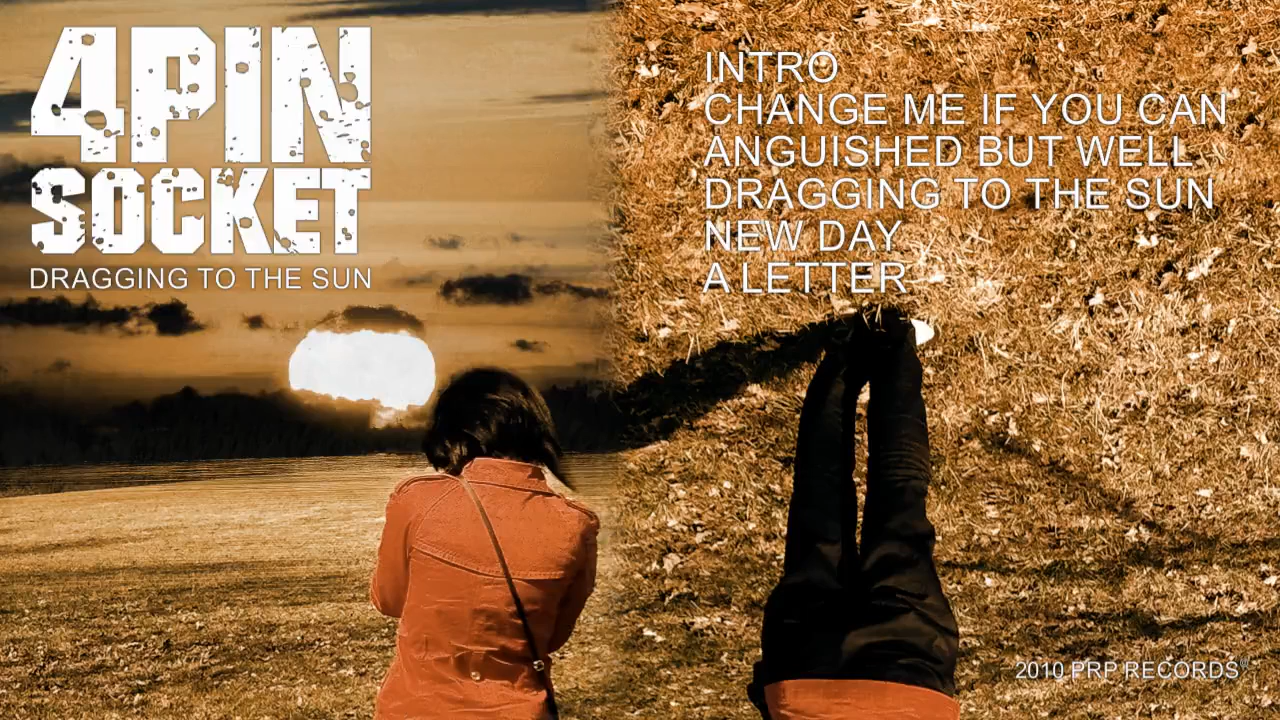 4PIN
SOCKET
DRAGGING TO THE SUN
INTRO
CHANGE ME IF YOU CAN
ANGUISHED BUT WELL
DRAGGING TO THE SUN
NEW DAY
A LETTER
2010 PRP RECORDS®